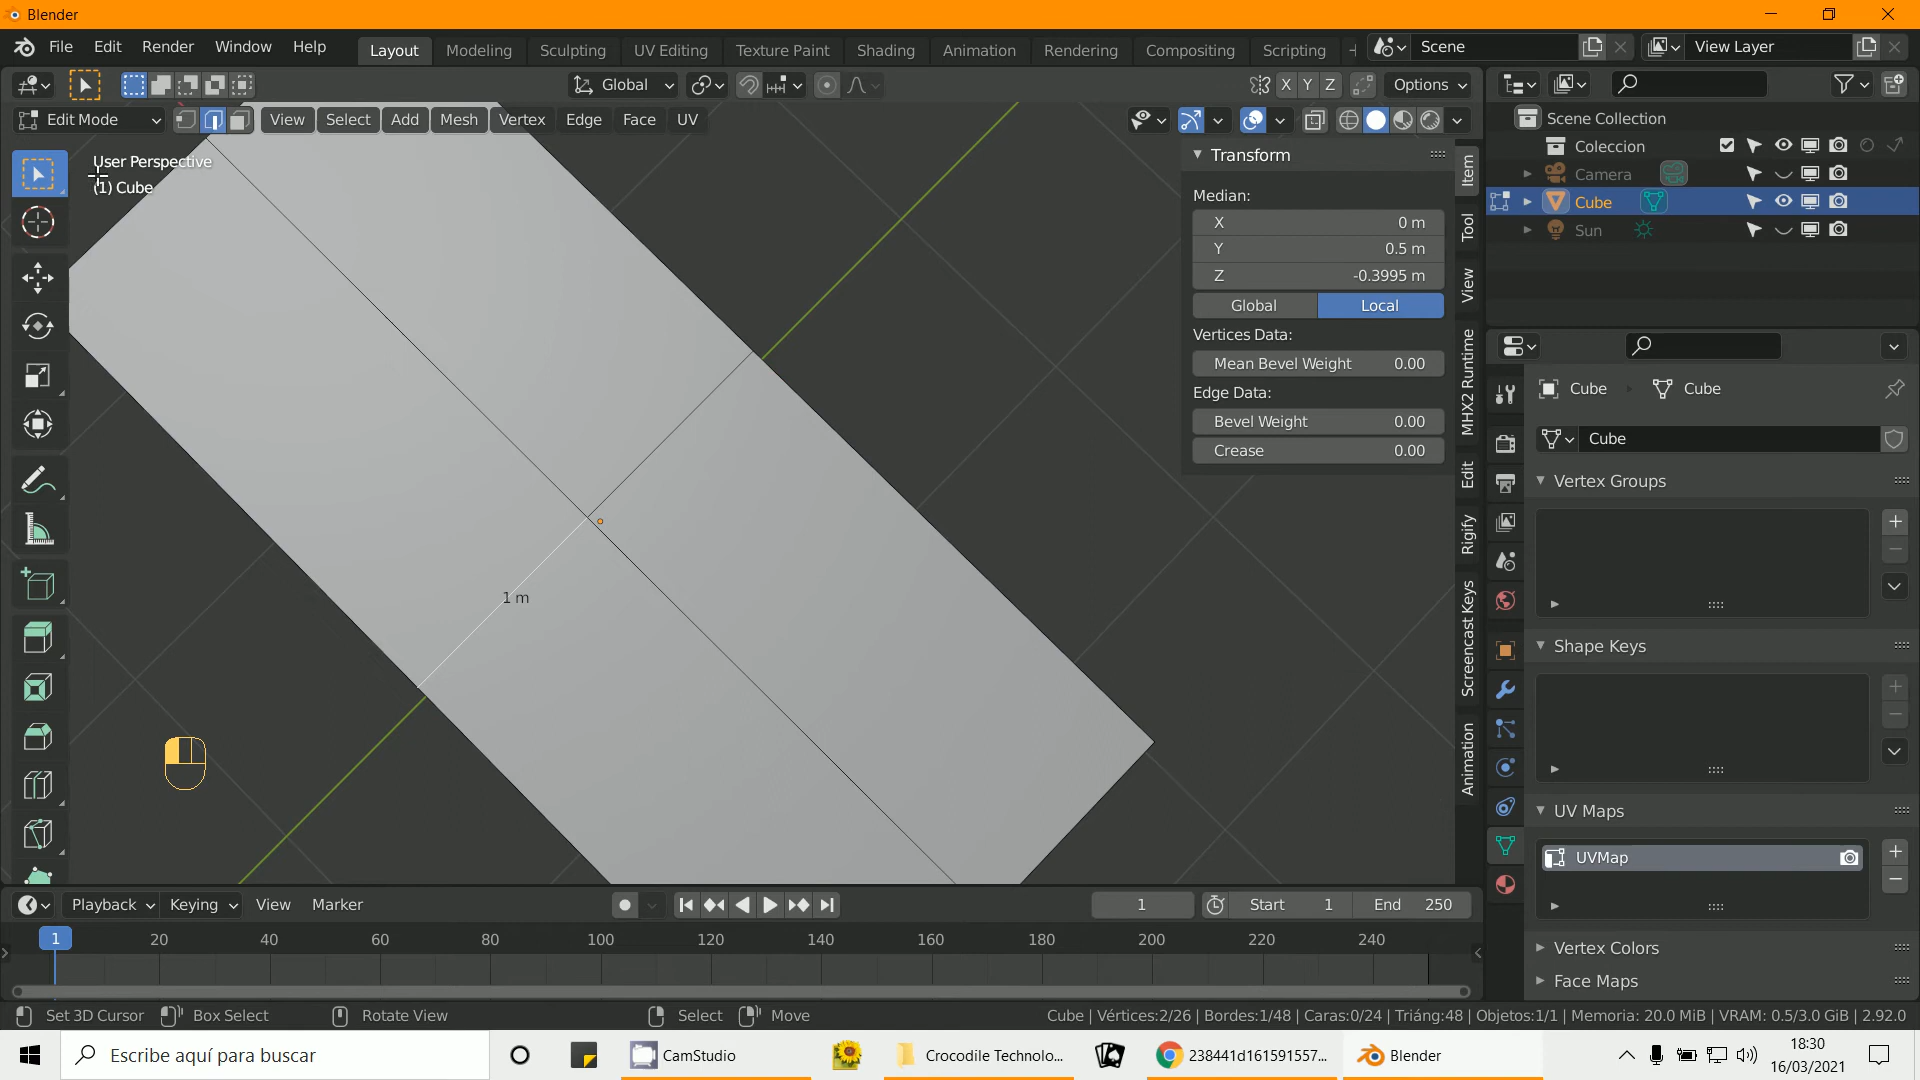 Blender
File Edit Render Window Help Layout Modeling Sculpting UV Editing Texture Paint Shading Animation Rendering Compositing Scripting Scene View Layer
Global X Y Z Options
Edit Mode View Select Add Mesh Vertex Edge Face UV
User Perspective
(1) Cube
1 m
Transform
Median:
X 0 m
Y 0.5 m
Z -0.3995 m
Global Local
Vertices Data:
Mean Bevel Weight 0.00
Edge Data:
Bevel Weight 0.00
Crease 0.00
Item
Tool
View
MHX2 Runtime
Edit
Rigify
Screencast Keys
Animation
Scene Collection
Coleccion
Camera
Cube
Sun
Cube Cube
Cube
Vertex Groups
Shape Keys
UV Maps
UVMap
Vertex Colors
Face Maps
Playback Keying View Marker 1 Start 1 End 250
1 20 40 60 80 100 120 140 160 180 200 220 240
Set 3D Cursor Box Select Rotate View Select Move Cube | Vértices:2/26 | Bordes:1/48 | Caras:0/24 | Triáng:48 | Objetos:1/1 | Memoria: 20.0 MiB | VRAM: 0.5/3.0 GiB | 2.92.0
Escribe aquí para buscar CamStudio Crocodile Technolo... 238441d161591557... Blender 18:30
16/03/2021